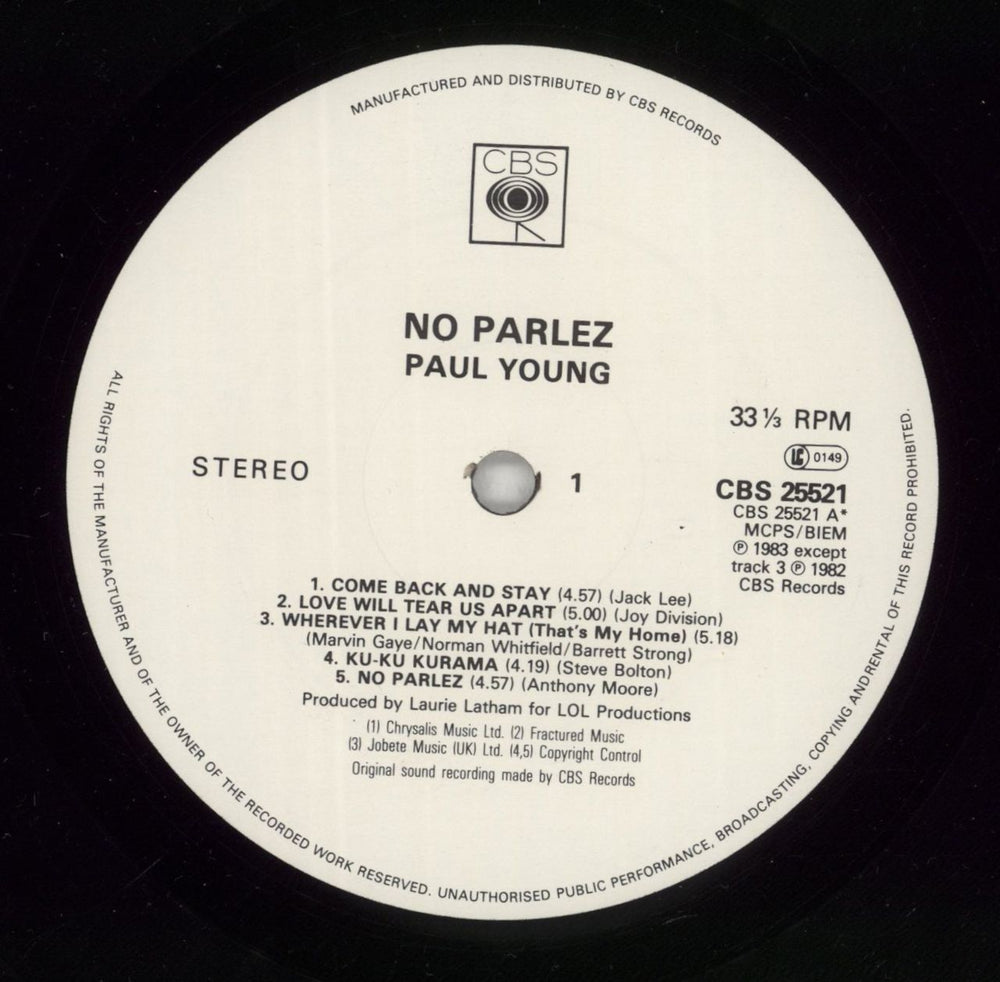 MANUFACTURED AND DISTRIBUTED BY CBS RECORDS
CBS
NO PARLEZ
PAUL YOUNG
33⅓ RPM
LC 0149
STEREO
1
CBS 25521
CBS 25521 A*
MCPS/BIEM
℗ 1983 except
track 3 ℗ 1982
CBS Records
1. COME BACK AND STAY (4.57) (Jack Lee)
2. LOVE WILL TEAR US APART (5.00) (Joy Division)
3. WHEREVER I LAY MY HAT (That's My Home) (5.18)
(Marvin Gaye/Norman Whitfield/Barrett Strong)
4. KU-KU KURAMA (4.19) (Steve Bolton)
5. NO PARLEZ (4.57) (Anthony Moore)
Produced by Laurie Latham for LOL Productions
(1) Chrysalis Music Ltd. (2) Fractured Music
(3) Jobete Music (UK) Ltd. (4,5) Copyright Control
Original sound recording made by CBS Records
ALL RIGHTS OF THE MANUFACTURER AND OF THE OWNER OF THE RECORDED WORK RESERVED. UNAUTHORISED PUBLIC PERFORMANCE, BROADCASTING, COPYING AND RENTAL OF THIS RECORD PROHIBITED.